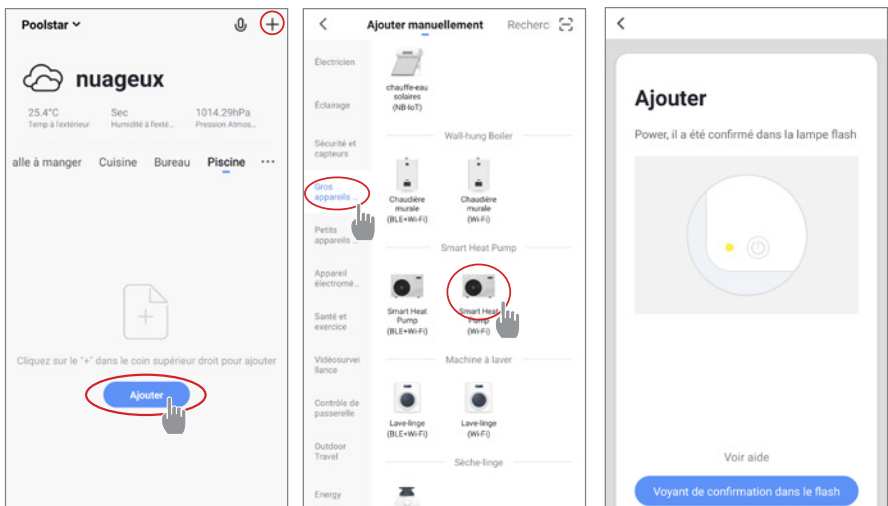 Poolstar
nuageux
25.4°C Sec 1014.29hPa
Temp à l'extérieur Humidité à l'exté... Pression Atmos...
alle à manger Cuisine Bureau Piscine ...
Cliquez sur le "+" dans le coin supérieur droit pour ajouter
Ajouter
Ajouter manuellement Recherc
Électricien
Éclairage
Sécurité et
capteurs
Gros
appareils ...
Petits
appareils ...
Appareil
électromé...
Santé et
exercice
Vidéosurvei
llance
Contrôle de
passerelle
Outdoor
Travel
Energy
chauffe-eau
solaires
(NB-IoT)
Wall-hung Boiler
Chaudière
murale
(BLE+Wi-Fi)
Chaudière
murale
(Wi-Fi)
Smart Heat Pump
Smart Heat
Pump
(BLE+Wi-Fi)
Smart Heat
Pump
(Wi-Fi)
Machine à laver
Lave-linge
(BLE+Wi-Fi)
Lave-linge
(Wi-Fi)
Sèche-linge
Ajouter
Power, il a été confirmé dans la lampe flash
Voir aide
Voyant de confirmation dans le flash